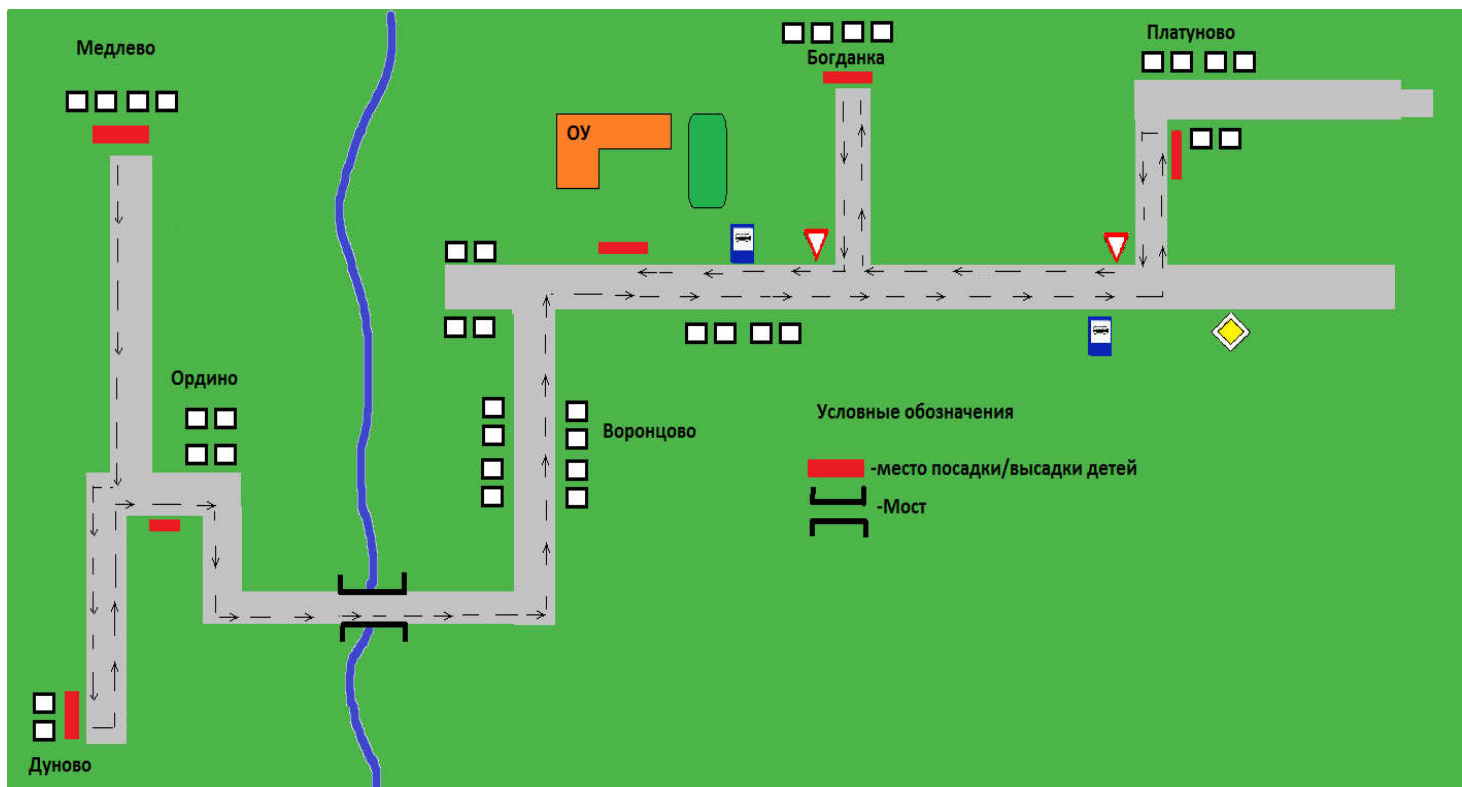 Медлево
Богданка
Платуново
ОУ
Ордино
Воронцово
Условные обозначения
-место посадки/высадки детей
-Мост
Дуново